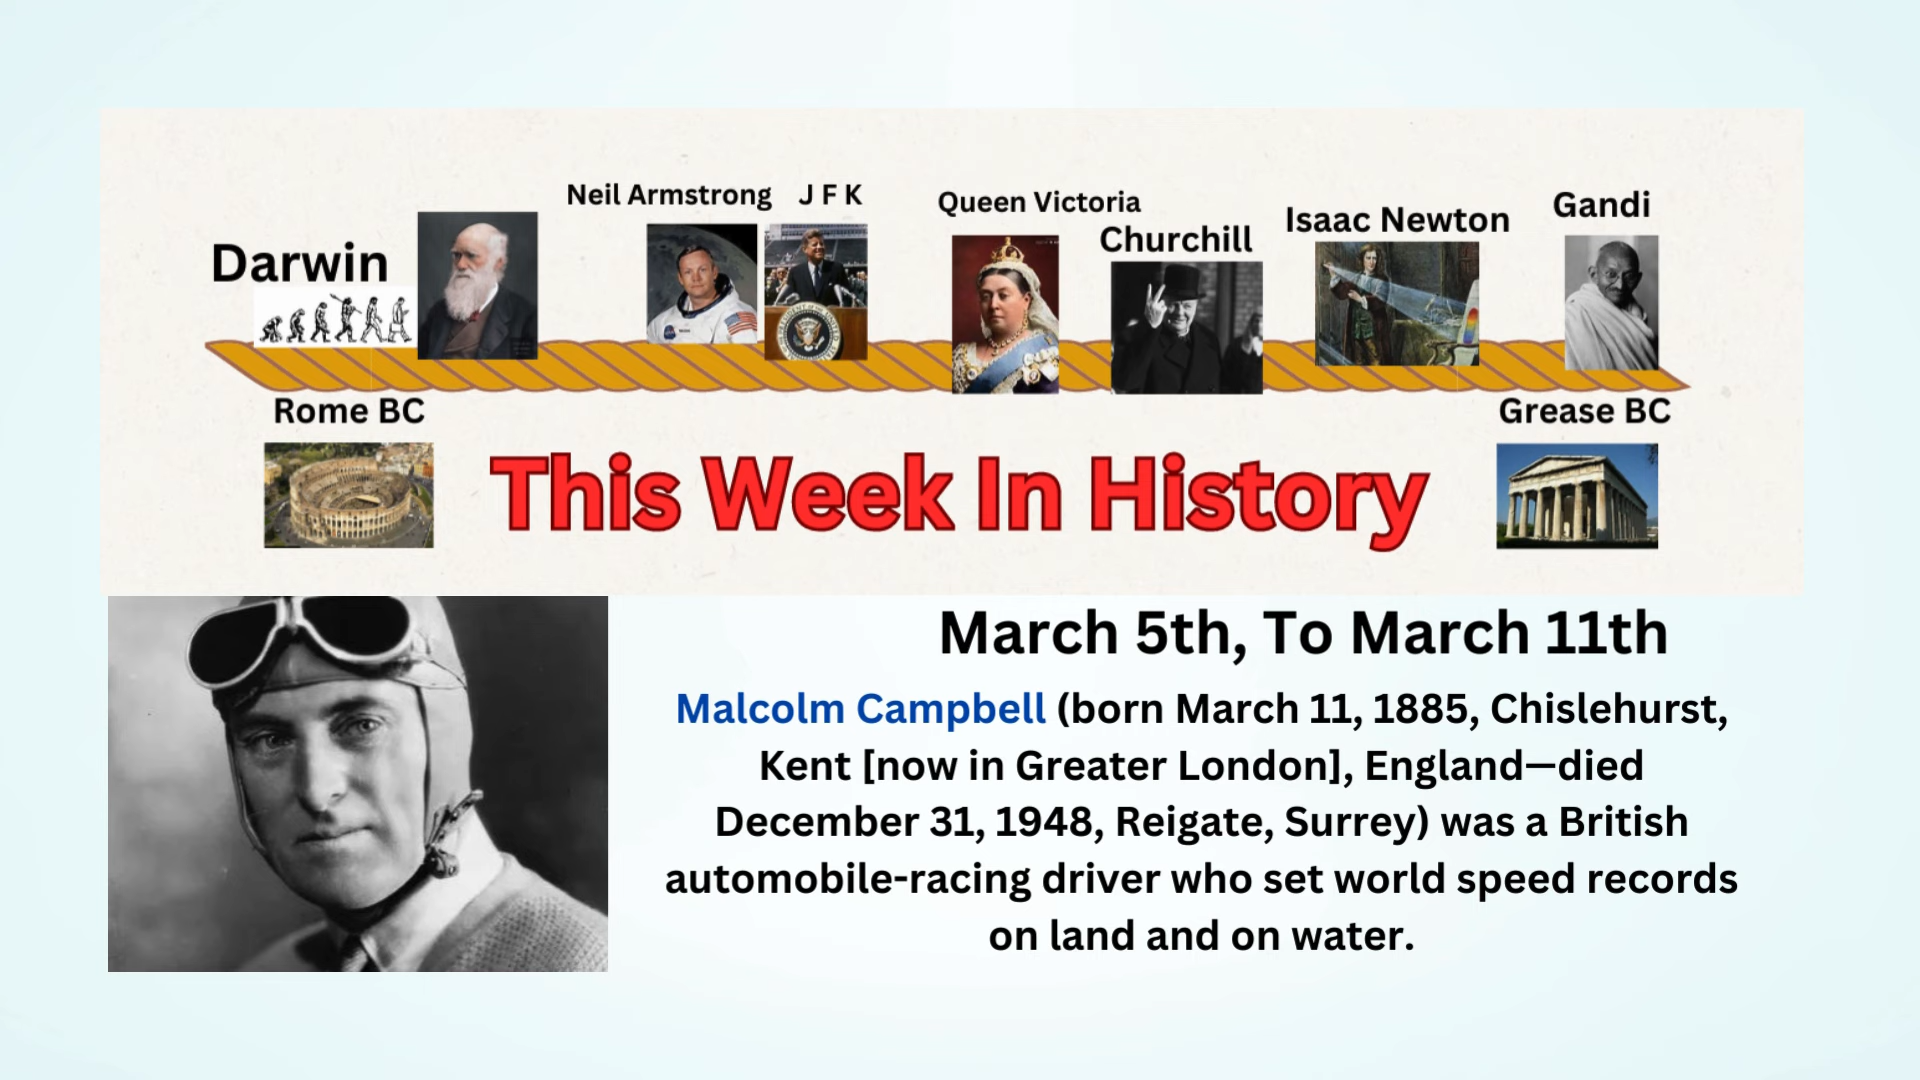 Neil Armstrong J F K
Queen Victoria
Gandi
Isaac Newton
Churchill
Darwin
Rome BC
Grease BC
This Week In History
March 5th, To March 11th
Malcolm Campbell (born March 11, 1885, Chislehurst,
Kent [now in Greater London], England—died
December 31, 1948, Reigate, Surrey) was a British
automobile-racing driver who set world speed records
on land and on water.